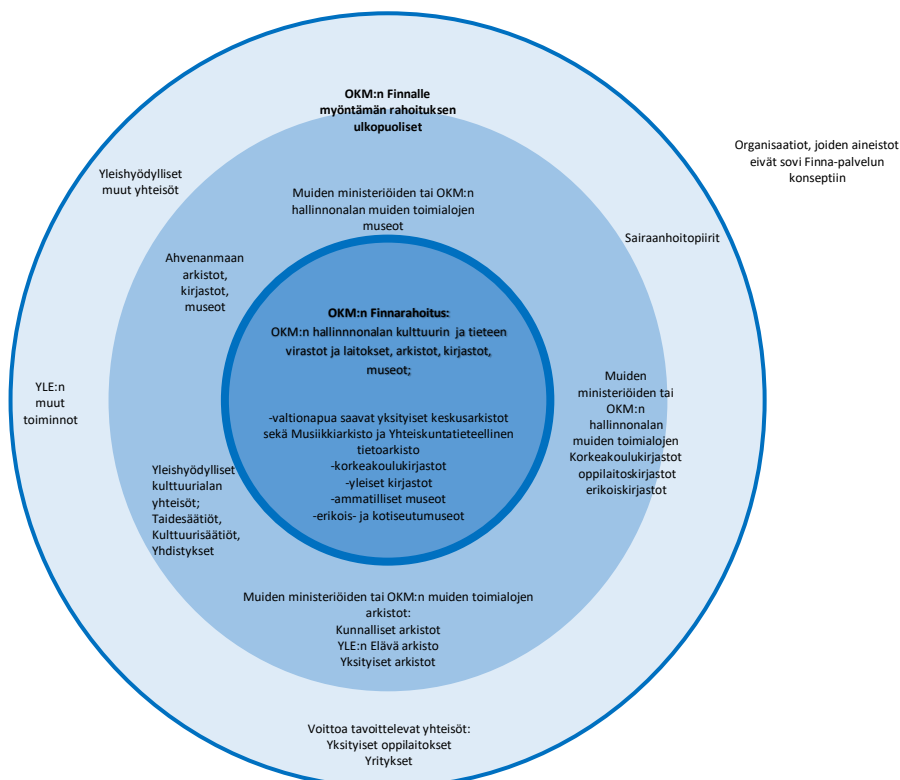 OKM:n Finnalle
myöntämän rahoituksen
ulkopuoliset
Organisaatiot, joiden aineistot
eivät sovi Finna-palvelun
konseptiin
Yleishyödylliset
muut yhteisöt
Muiden ministeriöiden tai OKM:n
hallinnonalan muiden toimialojen
museot
Sairaanhoitopiirit
Ahvenanmaan
arkistot,
kirjastot,
museot
OKM:n Finnarahoitus:
OKM:n hallinnnonalan kulttuurin ja tieteen
virastot ja laitokset, arkistot, kirjastot,
museot;
-valtionapua saavat yksityiset keskusarkistot
sekä Musiikkiarkisto ja Yhteiskuntatieteellinen
tietoarkisto
-korkeakoulukirjastot
-yleiset kirjastot
-ammatilliset museot
-erikois- ja kotiseutumuseot
YLE:n
muut
toiminnot
Muiden
ministeriöiden tai
OKM:n
hallinnonalan
muiden toimialojen
Korkeakoulukirjastot
oppilaitoskirjastot
erikoiskirjastot
Yleishyödylliset
kulttuurialan
yhteisöt;
Taidesäätiöt,
Kulttuurisäätiöt,
Yhdistykset
Muiden ministeriöiden tai OKM:n muiden toimialojen
arkistot:
Kunnalliset arkistot
YLE:n Elävä arkisto
Yksityiset arkistot
Voittoa tavoittelevat yhteisöt:
Yksityiset oppilaitokset
Yritykset